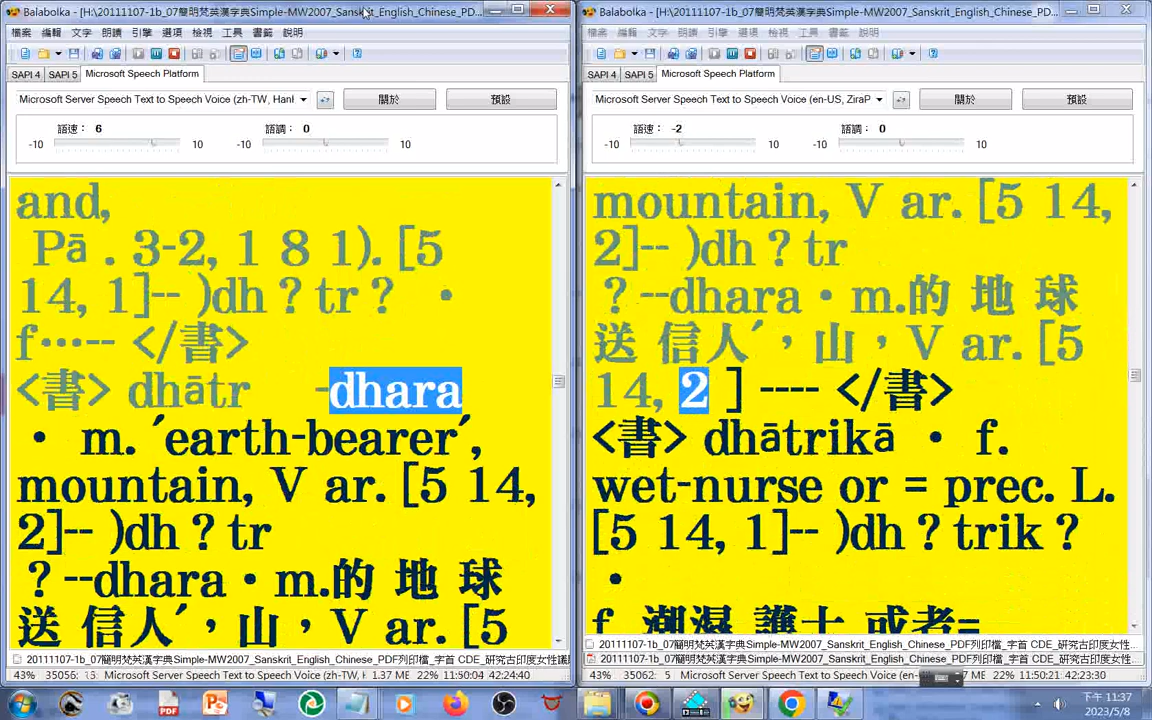 Balabolka - [H:\20111107-1b_07簡明梵英漢字典Simple-MW2007_Sanskrit_English_Chinese_PD...
檔案 編輯 文字 朗讀 引擎 選項 檢視 工具 書籤 說明
SAPI 4 SAPI 5 Microsoft Speech Platform
Microsoft Server Speech Text to Speech Voice (zh-TW, Hanl
關於 預設
語速： 6 語調： 0
-10 10 -10 10
and,
Pā . 3-2, 1 8 1). [5
14, 1]-- )dh？tr？ •
f…-- </書>
<書> dhātr -dhara
• m. ′earth-bearer′,
mountain, V ar. [5 14,
2]-- )dh？tr
？--dhara•m.的 地 球
送 信人′，山，V ar. [5
20111107-1b_07簡明梵英漢字典Simple-MW2007_Sanskrit_English_Chinese_PDF列印檔_字首 CDE_研究古印度女性議
43% 35056: 13 Microsoft Server Speech Text to Speech Voice (zh-TW, H 1.37 MB 22% 11:50:04 42:24:40
Balabolka - [H:\20111107-1b_07簡明梵英漢字典Simple-MW2007_Sanskrit_English_Chinese_PD...
檔案 編輯 文字 朗讀 引擎 選項 檢視 工具 書籤 說明
SAPI 4 SAPI 5 Microsoft Speech Platform
Microsoft Server Speech Text to Speech Voice (en-US, ZiraP
關於 預設
語速： -2 語調： 0
-10 10 -10 10
mountain, V ar. [5 14,
2]-- )dh？tr
？--dhara•m.的 地 球
送 信人′，山，V ar. [5
14, 2 ] ---- </書>
<書> dhātrikā • f.
wet-nurse or = prec. L.
[5 14, 1]-- )dh？trik？
•
f. 潮濕 護士 或者=
20111107-1b_07簡明梵英漢字典Simple-MW2007_Sanskrit_English_Chinese_PDF列印檔_字首 CDE_研究古印度女性...
20111107-1b_07簡明梵英漢字典Simple-MW2007_Sanskrit_English_Chinese_PDF列印檔_字首 CDE_研究古印度女性...
43% 35062: 5 Microsoft Server Speech Text to Speech Voice 22% 11:50:21 42:23:30
下午 11:37
2023/5/8